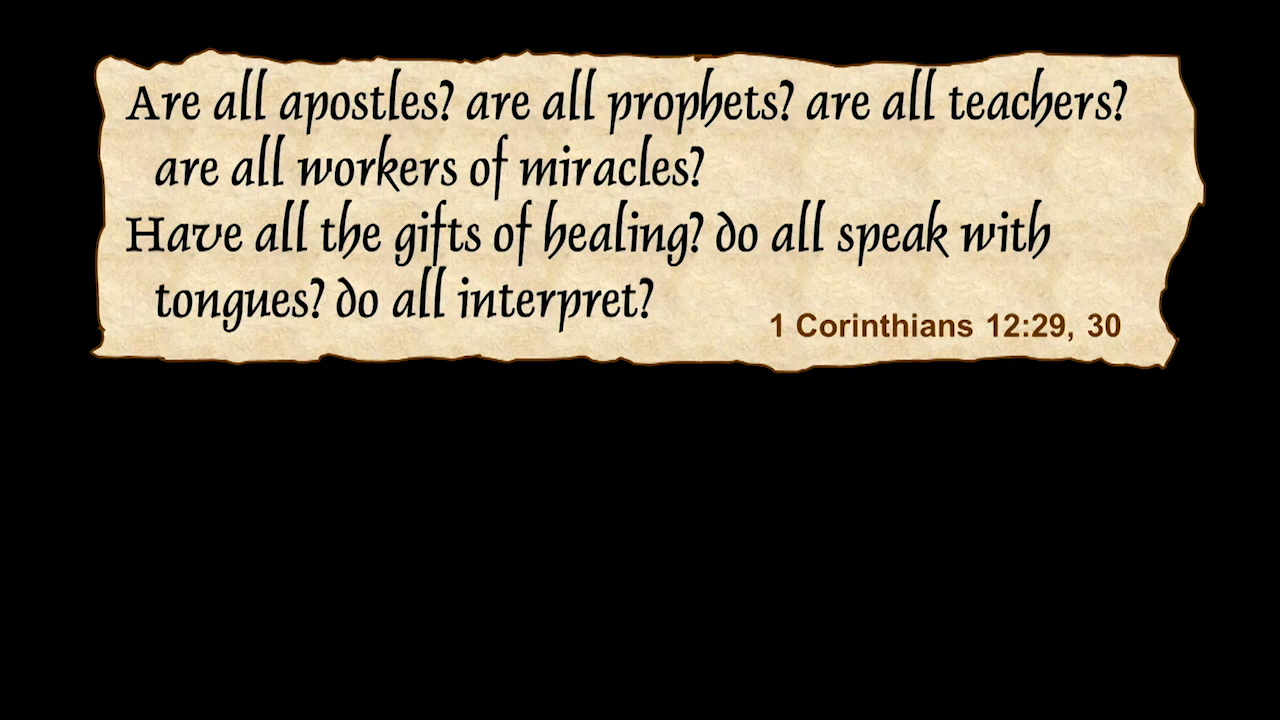 Are all apostles? are all prophets? are all teachers?
are all workers of miracles?
Have all the gifts of healing? do all speak with
tongues? do all interpret?
1 Corinthians 12:29, 30